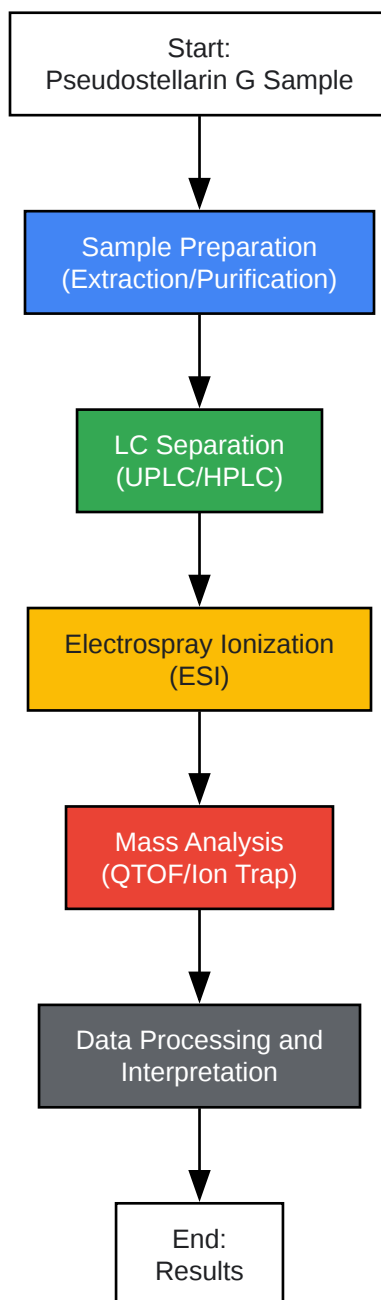 Start:
Pseudostellarin G Sample
Sample Preparation
(Extraction/Purification)
LC Separation
(UPLC/HPLC)
Electrospray Ionization
(ESI)
Mass Analysis
(QTOF/Ion Trap)
Data Processing and
Interpretation
End:
Results